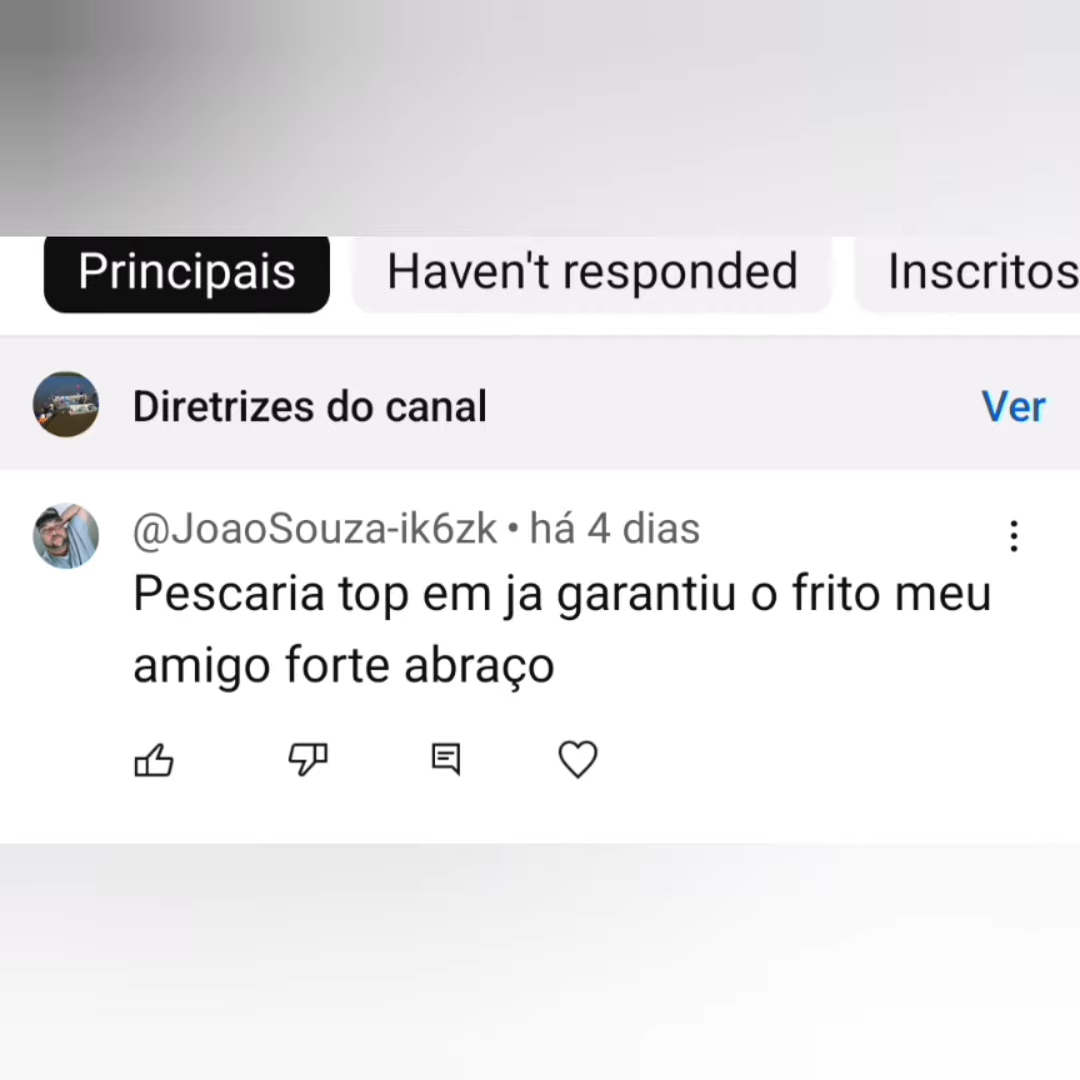 Principais Haven't responded Inscritos
Diretrizes do canal Ver
@JoaoSouza-ik6zk • há 4 dias
Pescaria top em ja garantiu o frito meu
amigo forte abraço